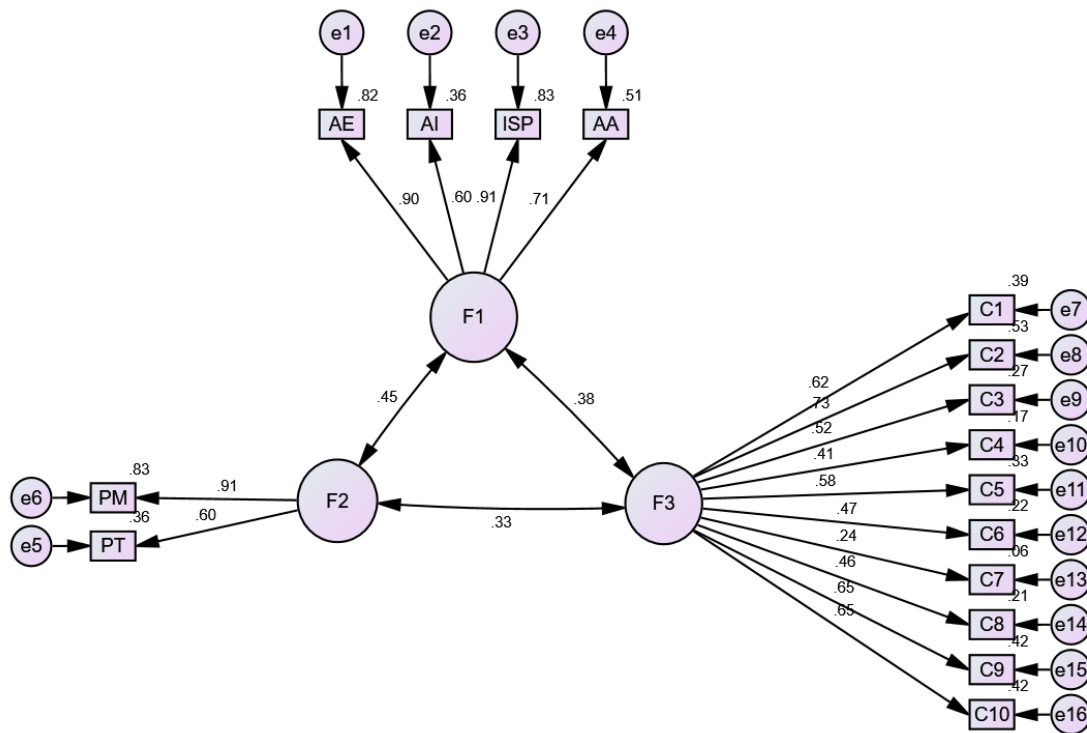 e1 e2 e3 e4
.82 .36 .83 .51
AE AI ISP AA
.90 .60 .91 .71
F1
.45 .38
.39
C1 e7
.53
C2 e8
.27
C3 e9
.17
C4 e10
.33
C5 e11
.22
C6 e12
.06
C7 e13
.21
C8 e14
.42
C9 e15
.42
C10 e16
.62
.73
.52
.41
.58
.47
.24
.46
.65
.65
F2 .33 F3
.83
e6 PM .91
.36
e5 PT .60